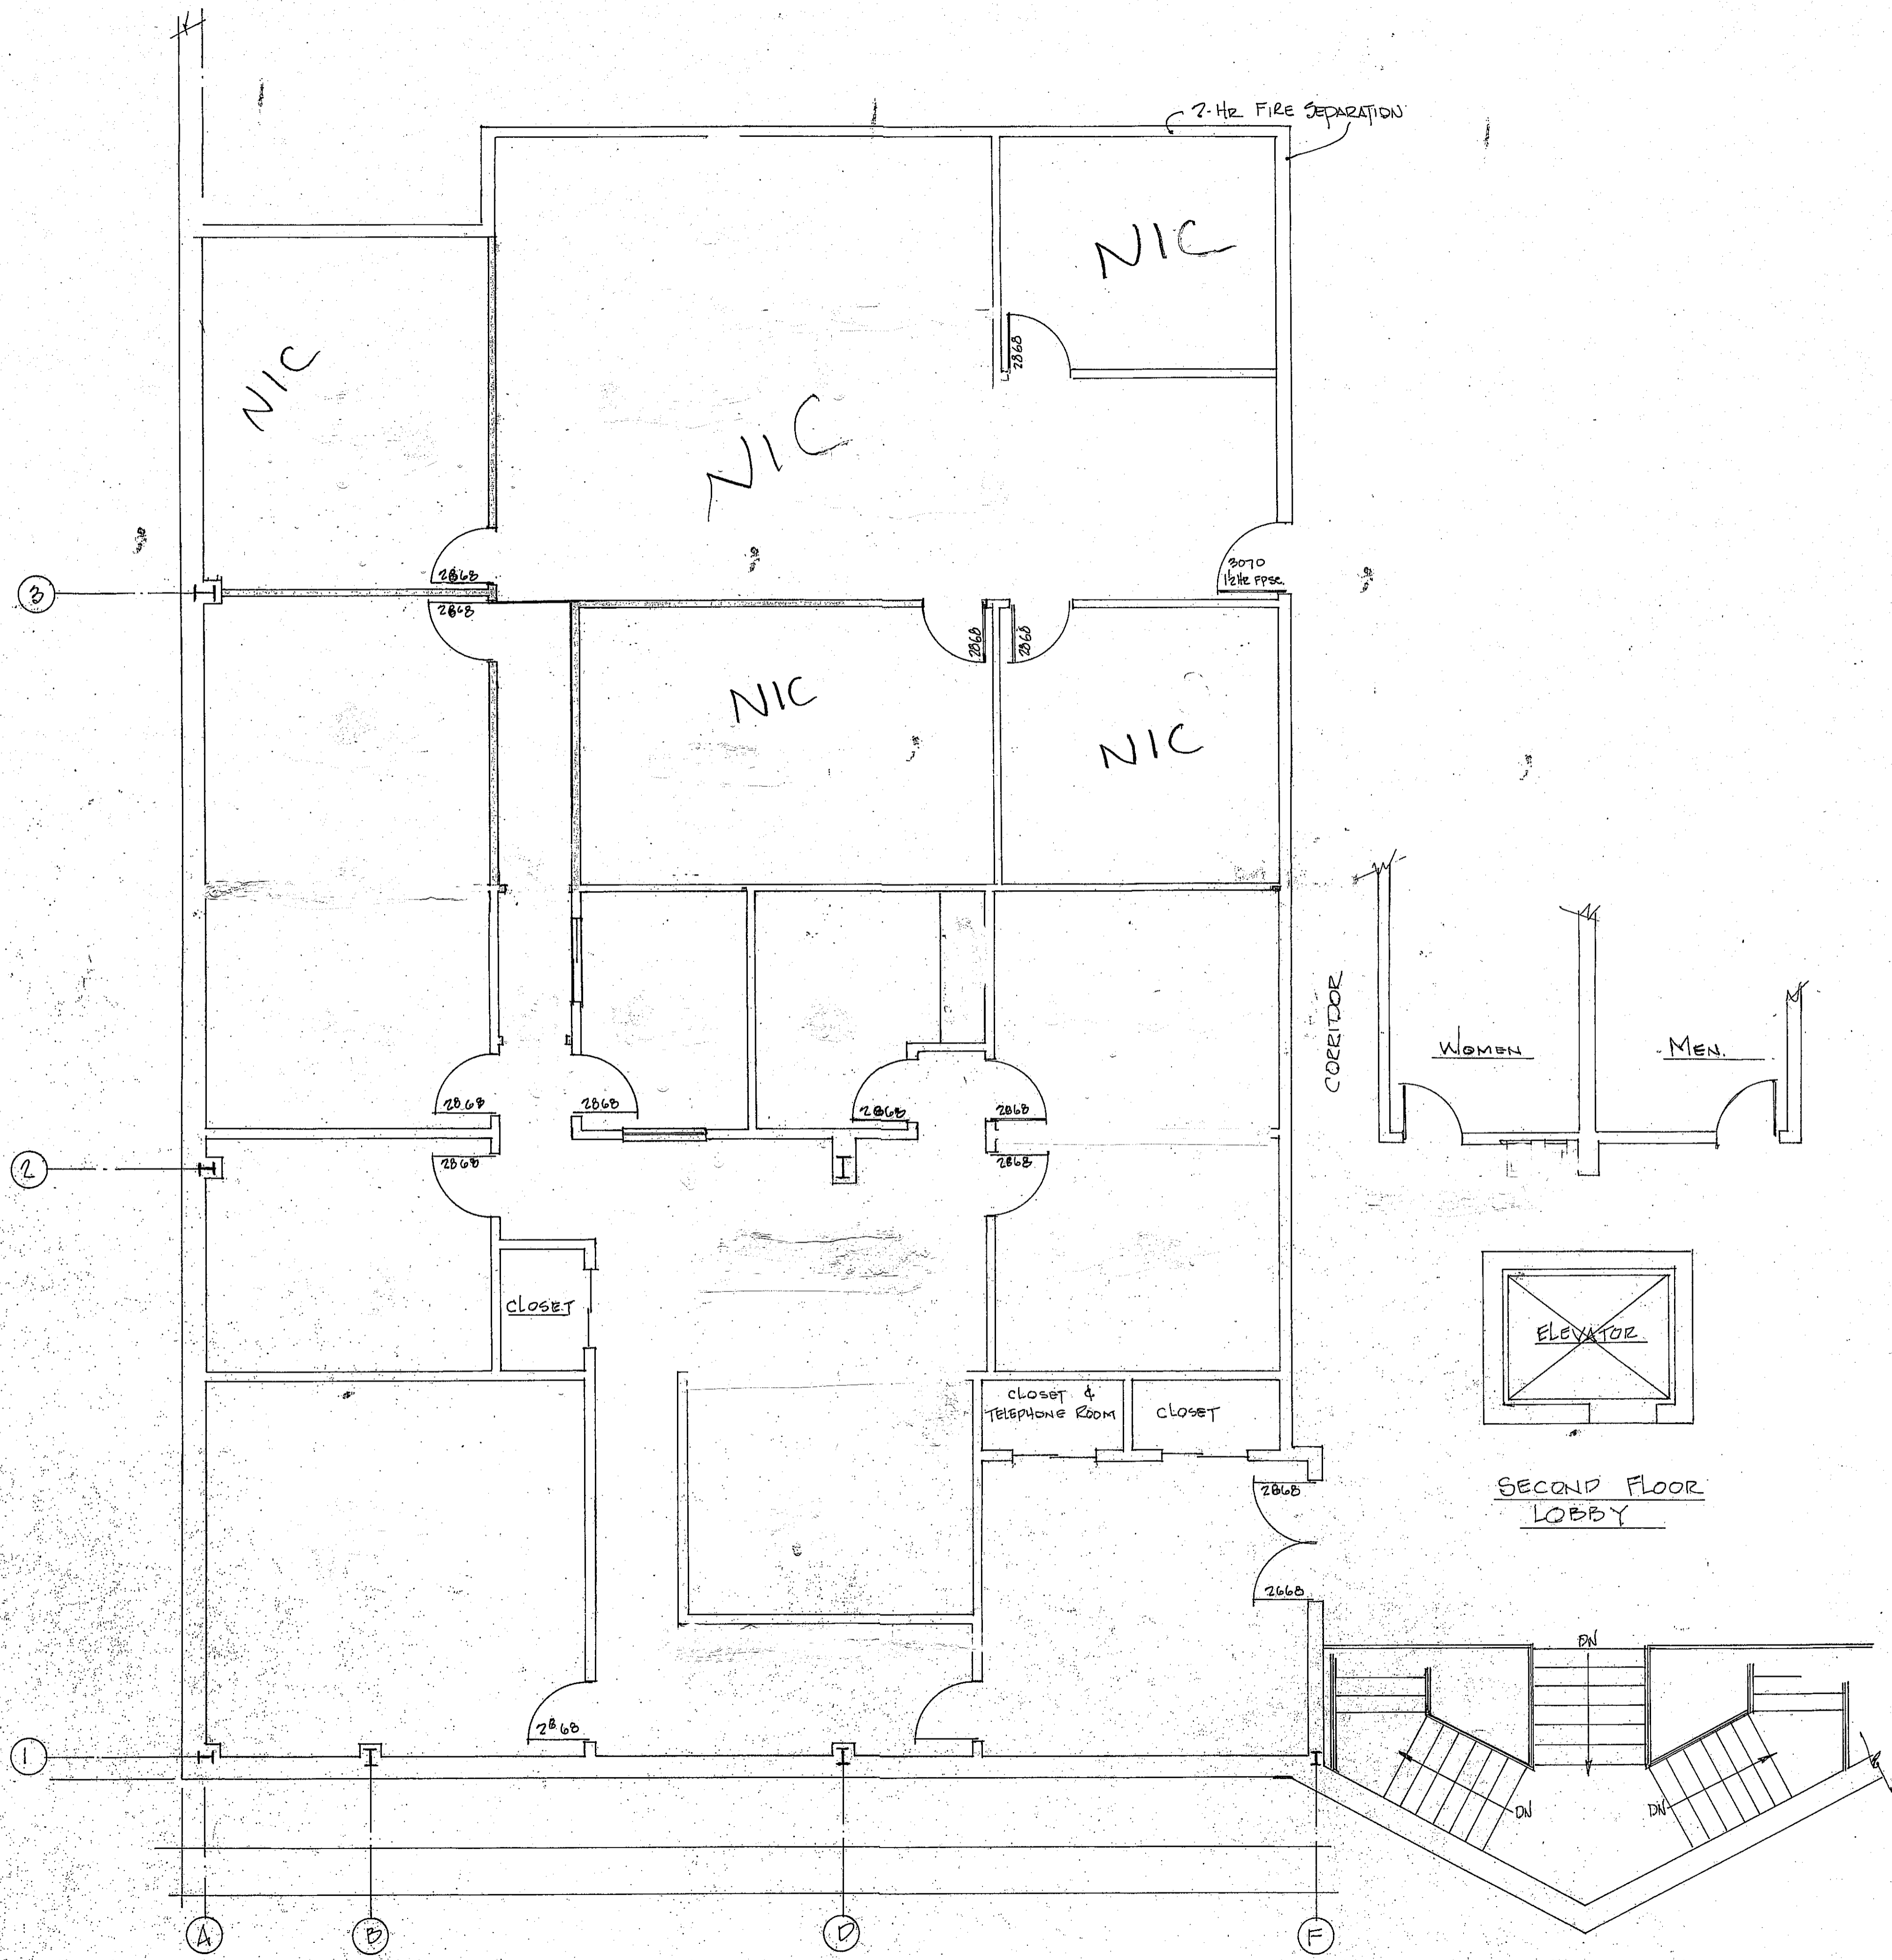 2-HR FIRE SEPARATION
NIC
NIC
2868
NIC
3070
1½ HR FPSC.
3
2868
2868
2868
2868
NIC
NIC
CORRIDOR
WOMEN
MEN.
2868
2868
2868
2868
2
2868
2868
CLOSET
ELEVATOR
CLOSET &
TELEPHONE ROOM
CLOSET
2868
SECOND FLOOR
LOBBY
2668
DN
2868
1
DN
DN
A
B
D
F